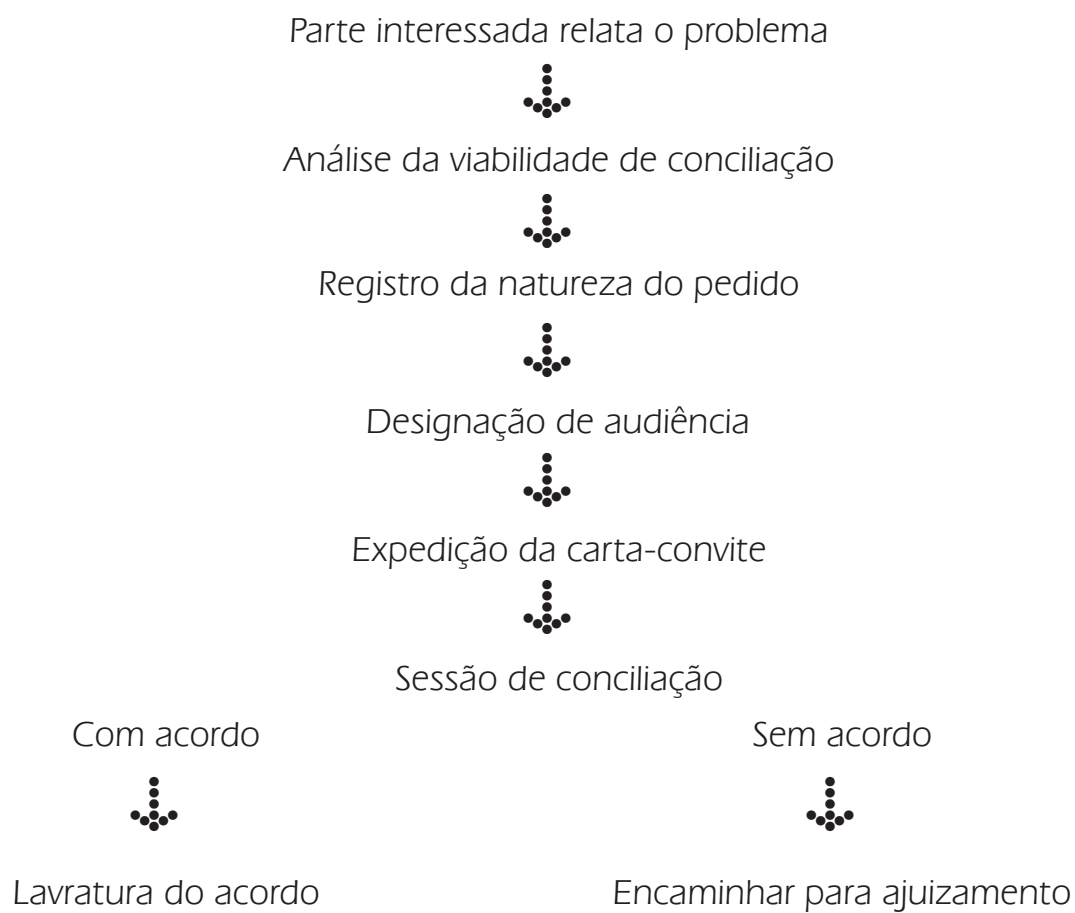 Parte interessada relata o problema
Análise da viabilidade de conciliação
Registro da natureza do pedido
Designação de audiência
Expedição da carta-convite
Sessão de conciliação
Com acordo
Sem acordo
Lavratura do acordo
Encaminhar para ajuizamento